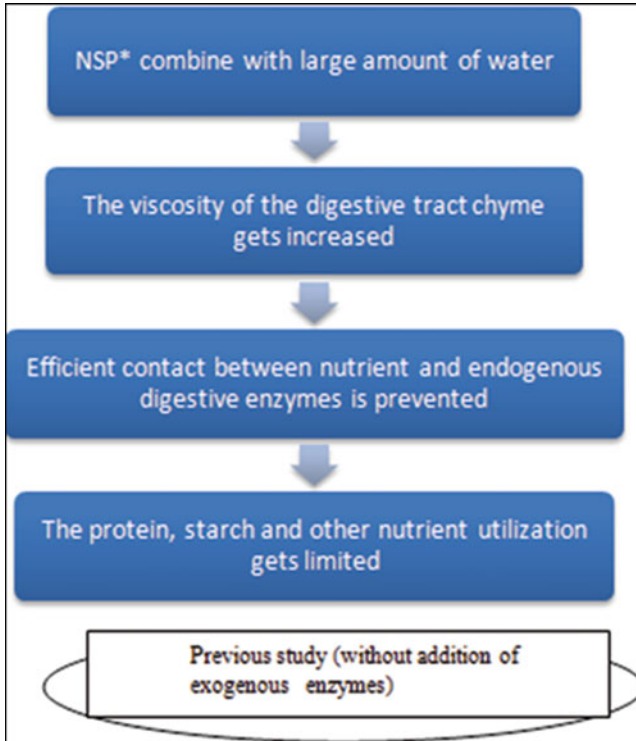 NSP* combine with large amount of water
The viscosity of the digestive tract chyme
gets increased
Efficient contact between nutrient and endogenous
digestive enzymes is prevented
The protein, starch and other nutrient utilization
gets limited
Previous study (without addition of
exogenous enzymes)